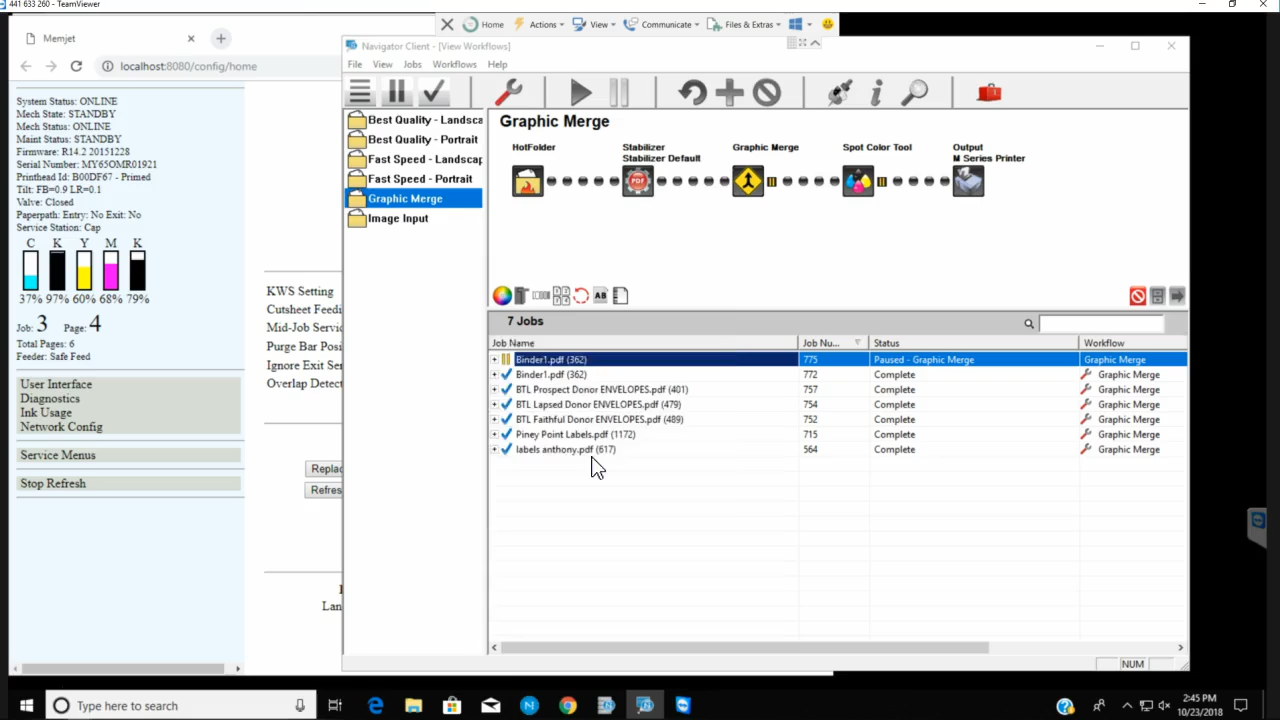 441 633 260 - TeamViewer
Home Actions View Communicate Files & Extras
Memjet
localhost:8080/config/home
System Status: ONLINE
Mech State: STANDBY
Mech Status: ONLINE
Maint Status: STANDBY
Firmware: R14.2 20151228
Serial Number: MY65OMR01921
Printhead Id: B00DF67 - Primed
Tilt: FB=0.9 LR=0.1
Valve: Closed
Paperpath: Entry: No Exit: No
Service Station: Cap
C K Y M K
37% 97% 60% 68% 79%
Job: 3 Page: 4
Total Pages: 6
Feeder: Safe Feed
User Interface
Diagnostics
Ink Usage
Network Config
Service Menus
Stop Refresh
KWS Setting
Cutsheet Feedi
Mid-Job Servic
Purge Bar Posi
Ignore Exit Ser
Overlap Detect
Replac
Refres
Lan
Navigator Client - [View Workflows]
File View Jobs Workflows Help
Best Quality - Landsca
Best Quality - Portrait
Fast Speed - Landscap
Fast Speed - Portrait
Graphic Merge
Image Input
Graphic Merge
HotFolder
Stabilizer
Stabilizer Default
PDF
Graphic Merge
Spot Color Tool
Output
M Series Printer
AB
7 Jobs
Job Name Job Nu... Status Workflow
Binder1.pdf (362) 775 Paused - Graphic Merge Graphic Merge
Binder1.pdf (362) 772 Complete Graphic Merge
BTL Prospect Donor ENVELOPES.pdf (401) 757 Complete Graphic Merge
BTL Lapsed Donor ENVELOPES.pdf (479) 754 Complete Graphic Merge
BTL Faithful Donor ENVELOPES.pdf (489) 752 Complete Graphic Merge
Piney Point Labels.pdf (1172) 715 Complete Graphic Merge
labels anthony.pdf (617) 564 Complete Graphic Merge
NUM
Type here to search
2:45 PM
10/23/2018